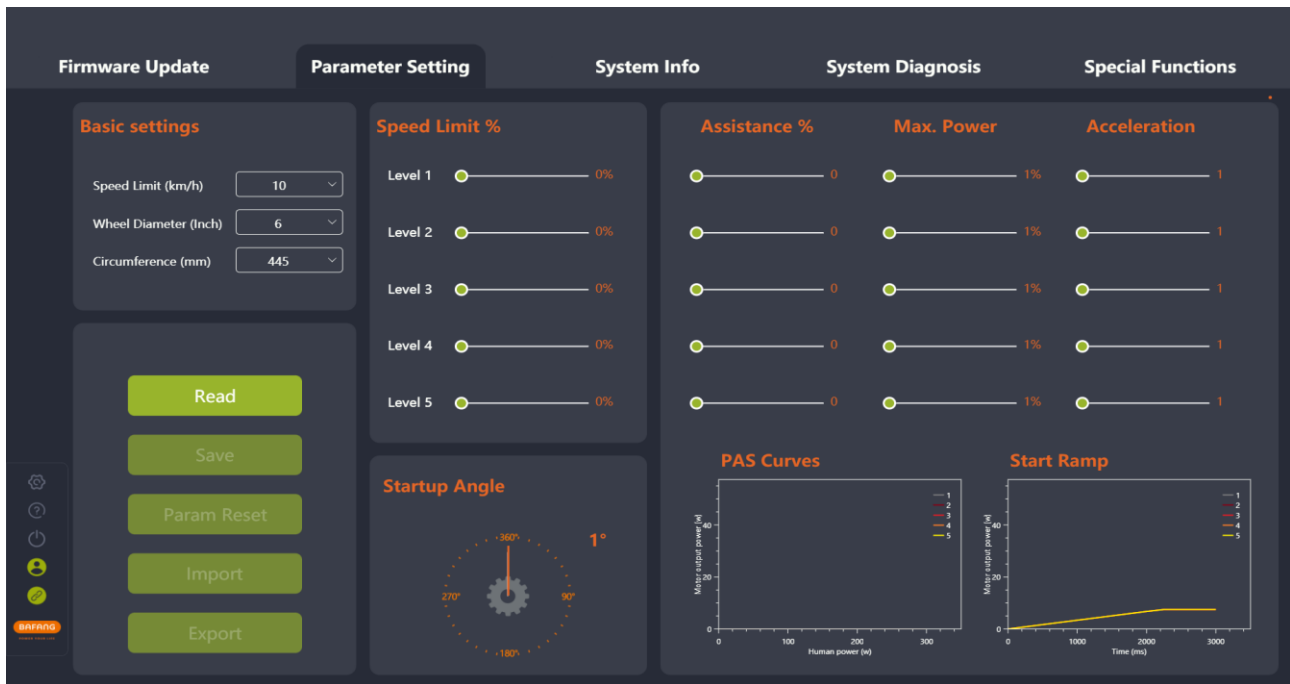 Firmware Update Parameter Setting System Info System Diagnosis Special Functions
Basic settings
Speed Limit (km/h) 10
Wheel Diameter (Inch) 6
Circumference (mm) 445
Read
Save
Param Reset
Import
Export
BAFANG
Speed Limit %
Level 1 0%
Level 2 0%
Level 3 0%
Level 4 0%
Level 5 0%
Startup Angle
1°
360°
270° 90°
180°
Assistance % Max. Power Acceleration
0 1% 1
0 1% 1
0 1% 1
0 1% 1
0 1% 1
PAS Curves
Motor output power [w]
40
20
0
0 100 200 300
Human power (w)
1
2
3
4
5
Start Ramp
Motor output power [w]
40
20
0
0 1000 2000 3000
Time (ms)
1
2
3
4
5